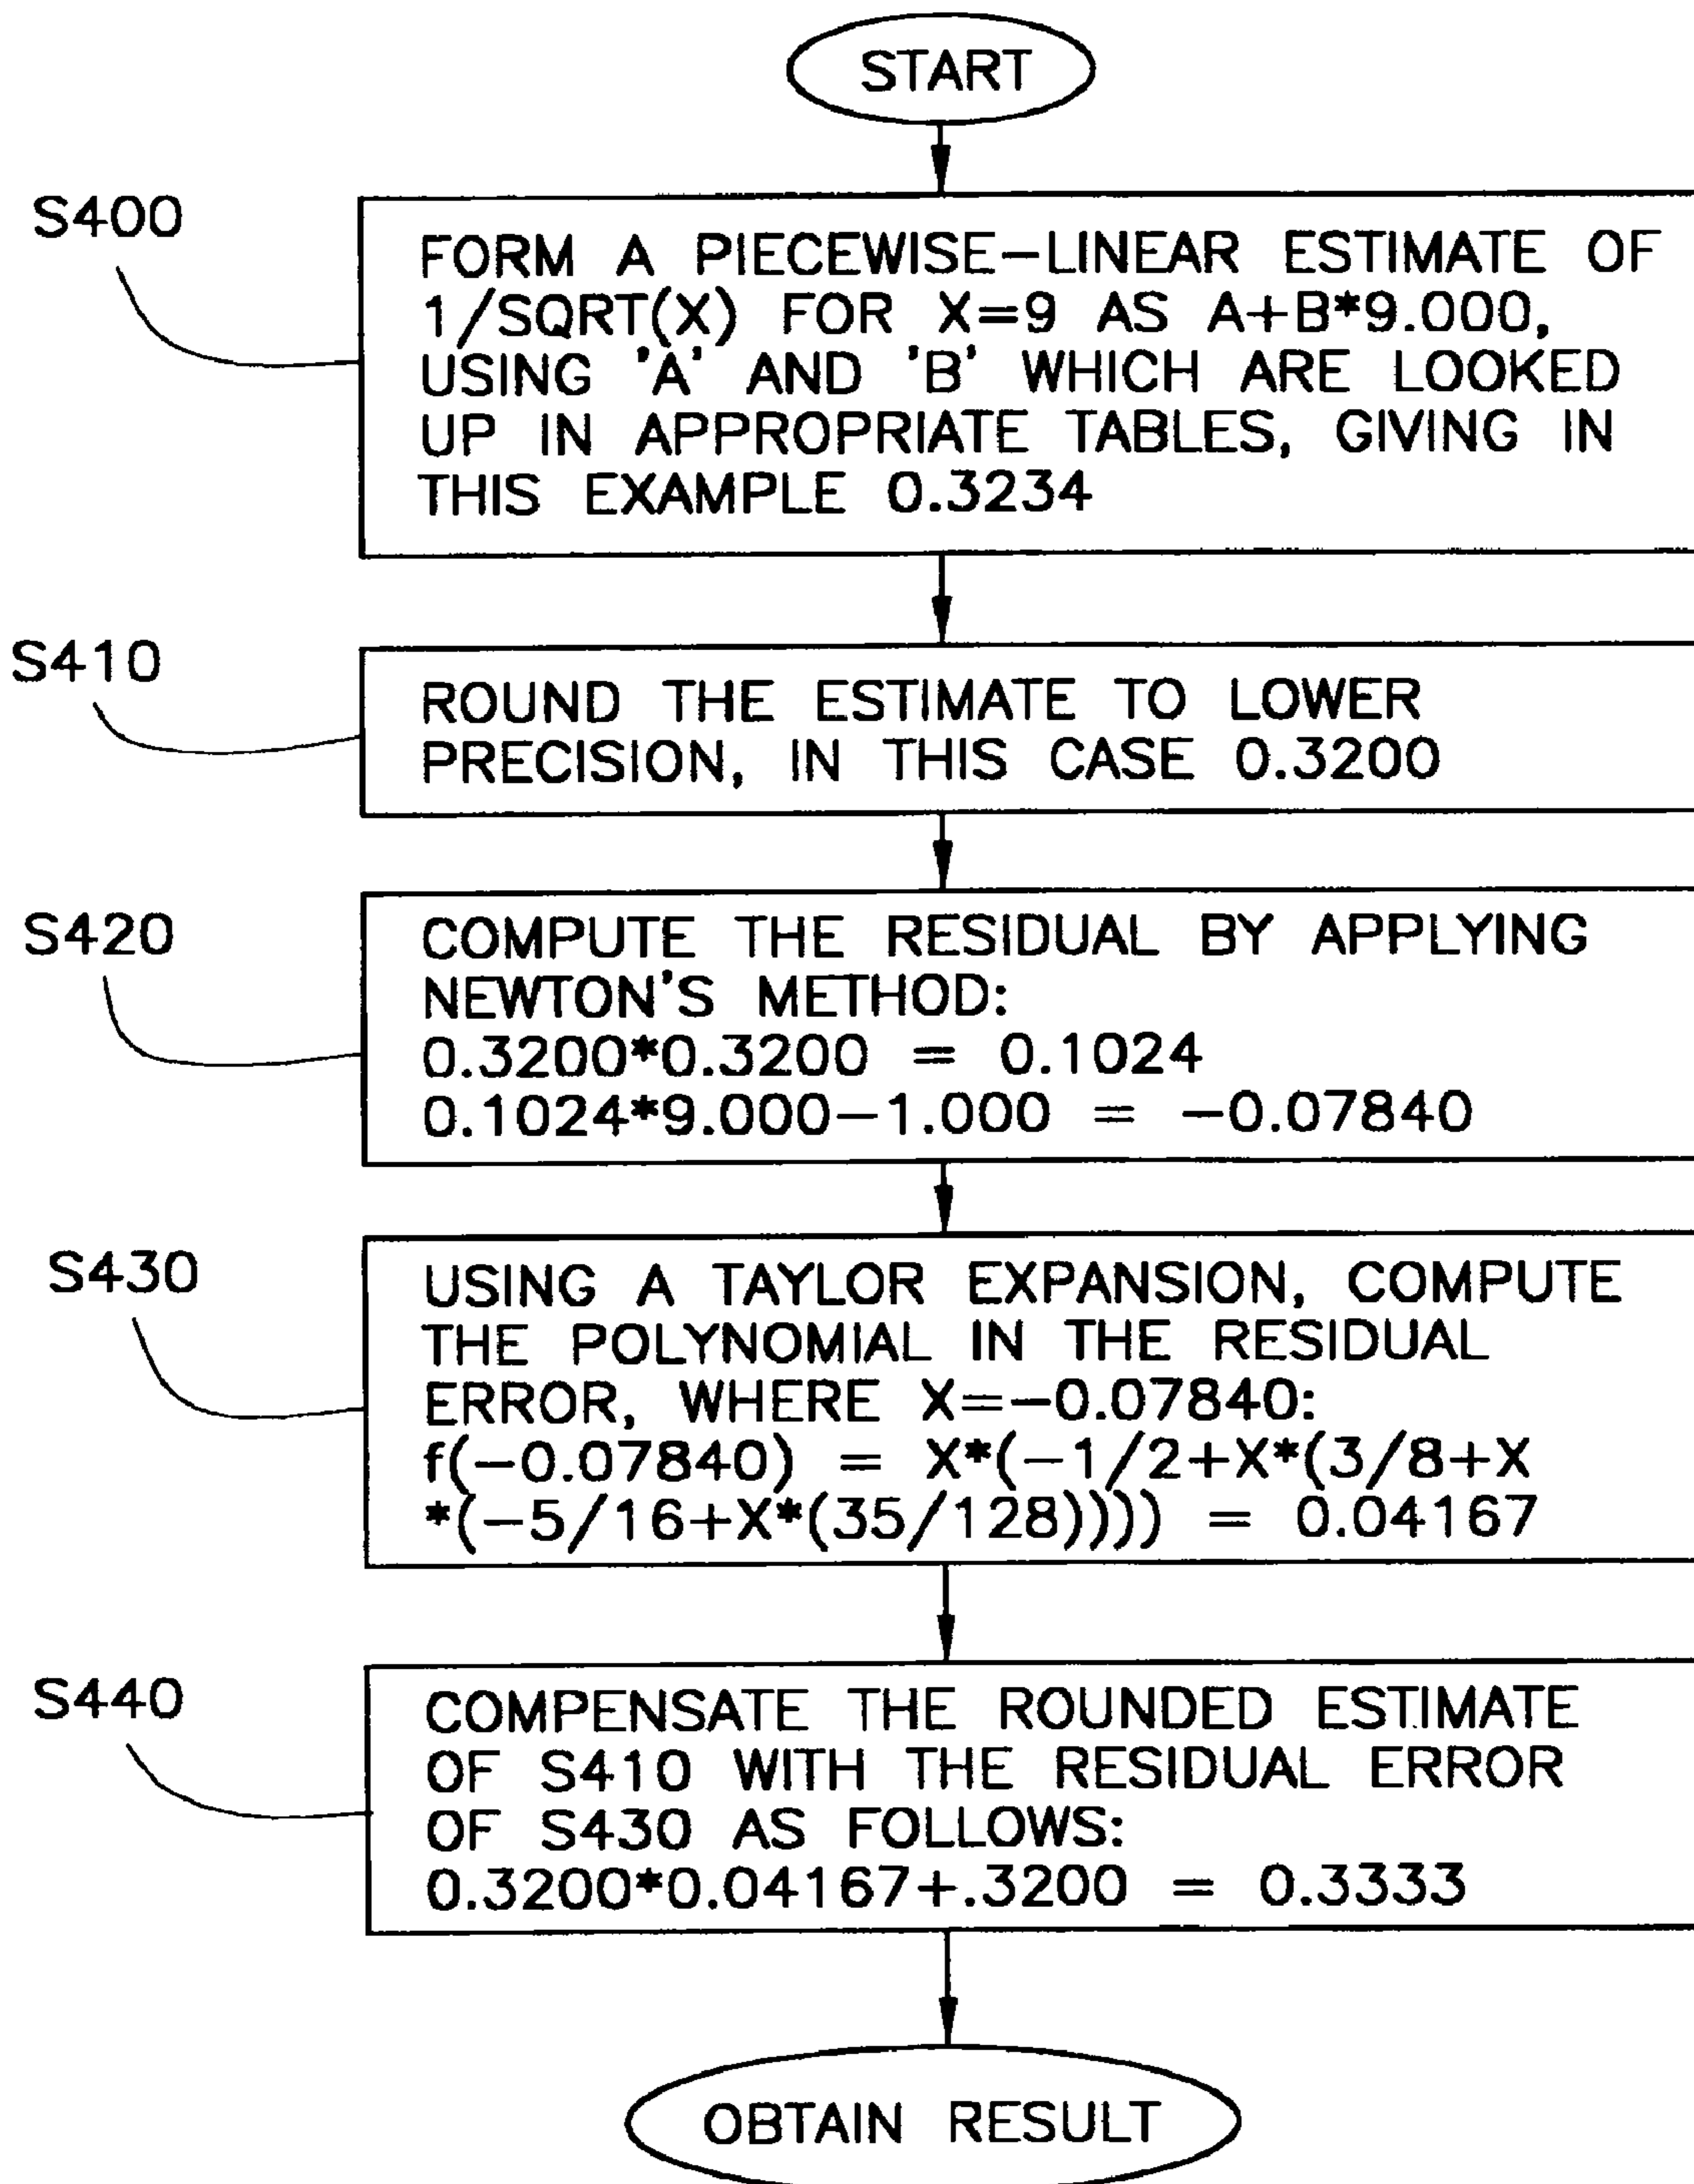 START
S400
FORM A PIECEWISE-LINEAR ESTIMATE OF
1/SQRT(X) FOR X=9 AS A+B*9.000,
USING 'A' AND 'B' WHICH ARE LOOKED
UP IN APPROPRIATE TABLES, GIVING IN
THIS EXAMPLE 0.3234
S410
ROUND THE ESTIMATE TO LOWER
PRECISION, IN THIS CASE 0.3200
S420
COMPUTE THE RESIDUAL BY APPLYING
NEWTON'S METHOD:
0.3200*0.3200 = 0.1024
0.1024*9.000-1.000 = -0.07840
S430
USING A TAYLOR EXPANSION, COMPUTE
THE POLYNOMIAL IN THE RESIDUAL
ERROR, WHERE X=-0.07840:
f(-0.07840) = X*(-1/2+X*(3/8+X
*(-5/16+X*(35/128)))) = 0.04167
S440
COMPENSATE THE ROUNDED ESTIMATE
OF S410 WITH THE RESIDUAL ERROR
OF S430 AS FOLLOWS:
0.3200*0.04167+.3200 = 0.3333
OBTAIN RESULT